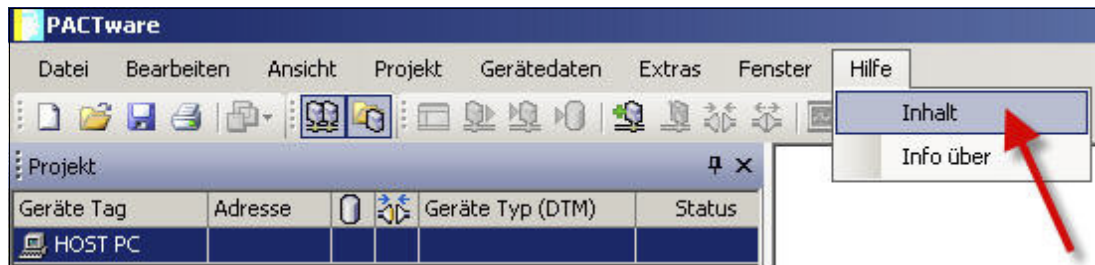 PACTware
Datei Bearbeiten Ansicht Projekt Gerätedaten Extras Fenster Hilfe
Inhalt
Info über
Projekt
Geräte Tag Adresse Geräte Typ (DTM) Status
HOST PC